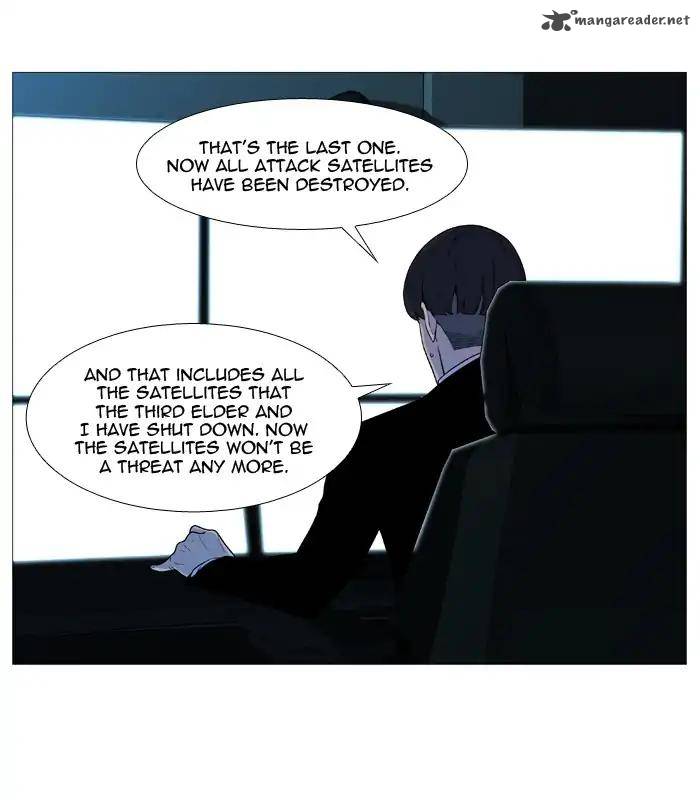 mangareader.net
THAT'S THE LAST ONE.
NOW ALL ATTACK SATELLITES
HAVE BEEN DESTROYED.
AND THAT INCLUDES ALL
THE SATELLITES THAT
THE THIRD ELDER AND
I HAVE SHUT DOWN. NOW
THE SATELLITES WON'T BE
A THREAT ANY MORE.